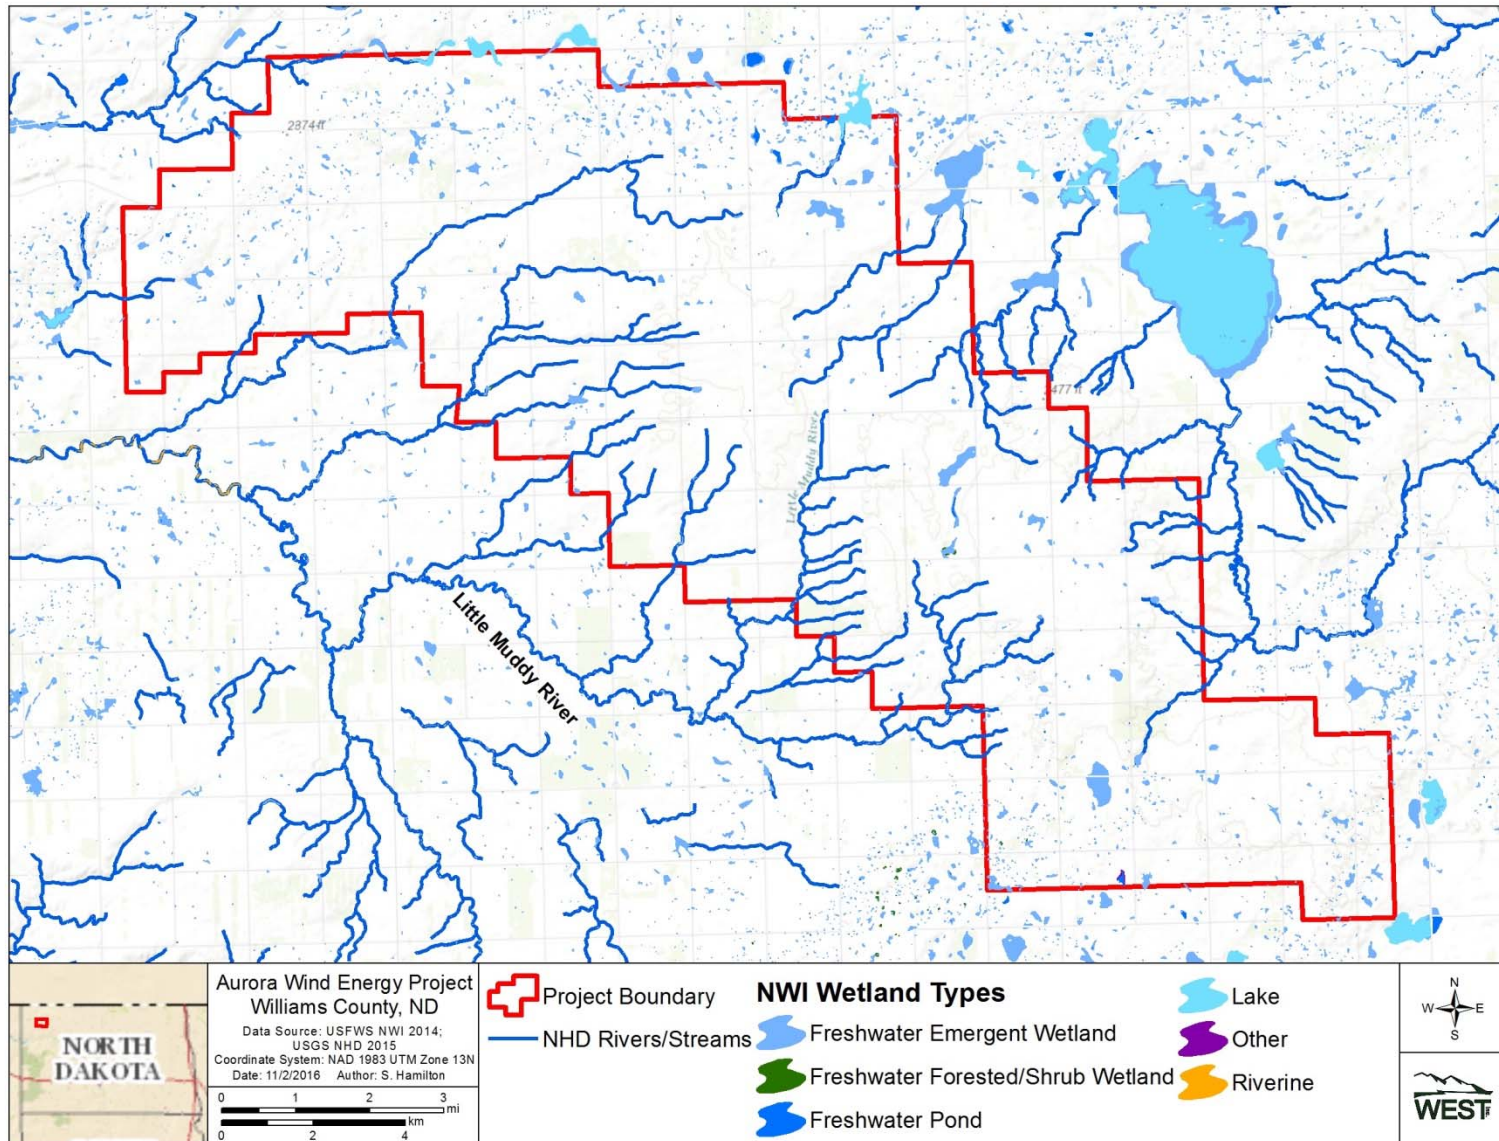 2374 ft
2477 ft
Little Muddy River
Little Muddy River
NORTH
DAKOTA
Aurora Wind Energy Project
Williams County, ND
Data Source: USFWS NWI 2014;
USGS NHD 2015
Coordinate System: NAD 1983 UTM Zone 13N
Date: 11/2/2016 Author: S. Hamilton
0 1 2 3 mi
km
0 2 4
Project Boundary
NHD Rivers/Streams
NWI Wetland Types
Freshwater Emergent Wetland
Freshwater Forested/Shrub Wetland
Freshwater Pond
Lake
Other
Riverine
N
W E
S
WEST